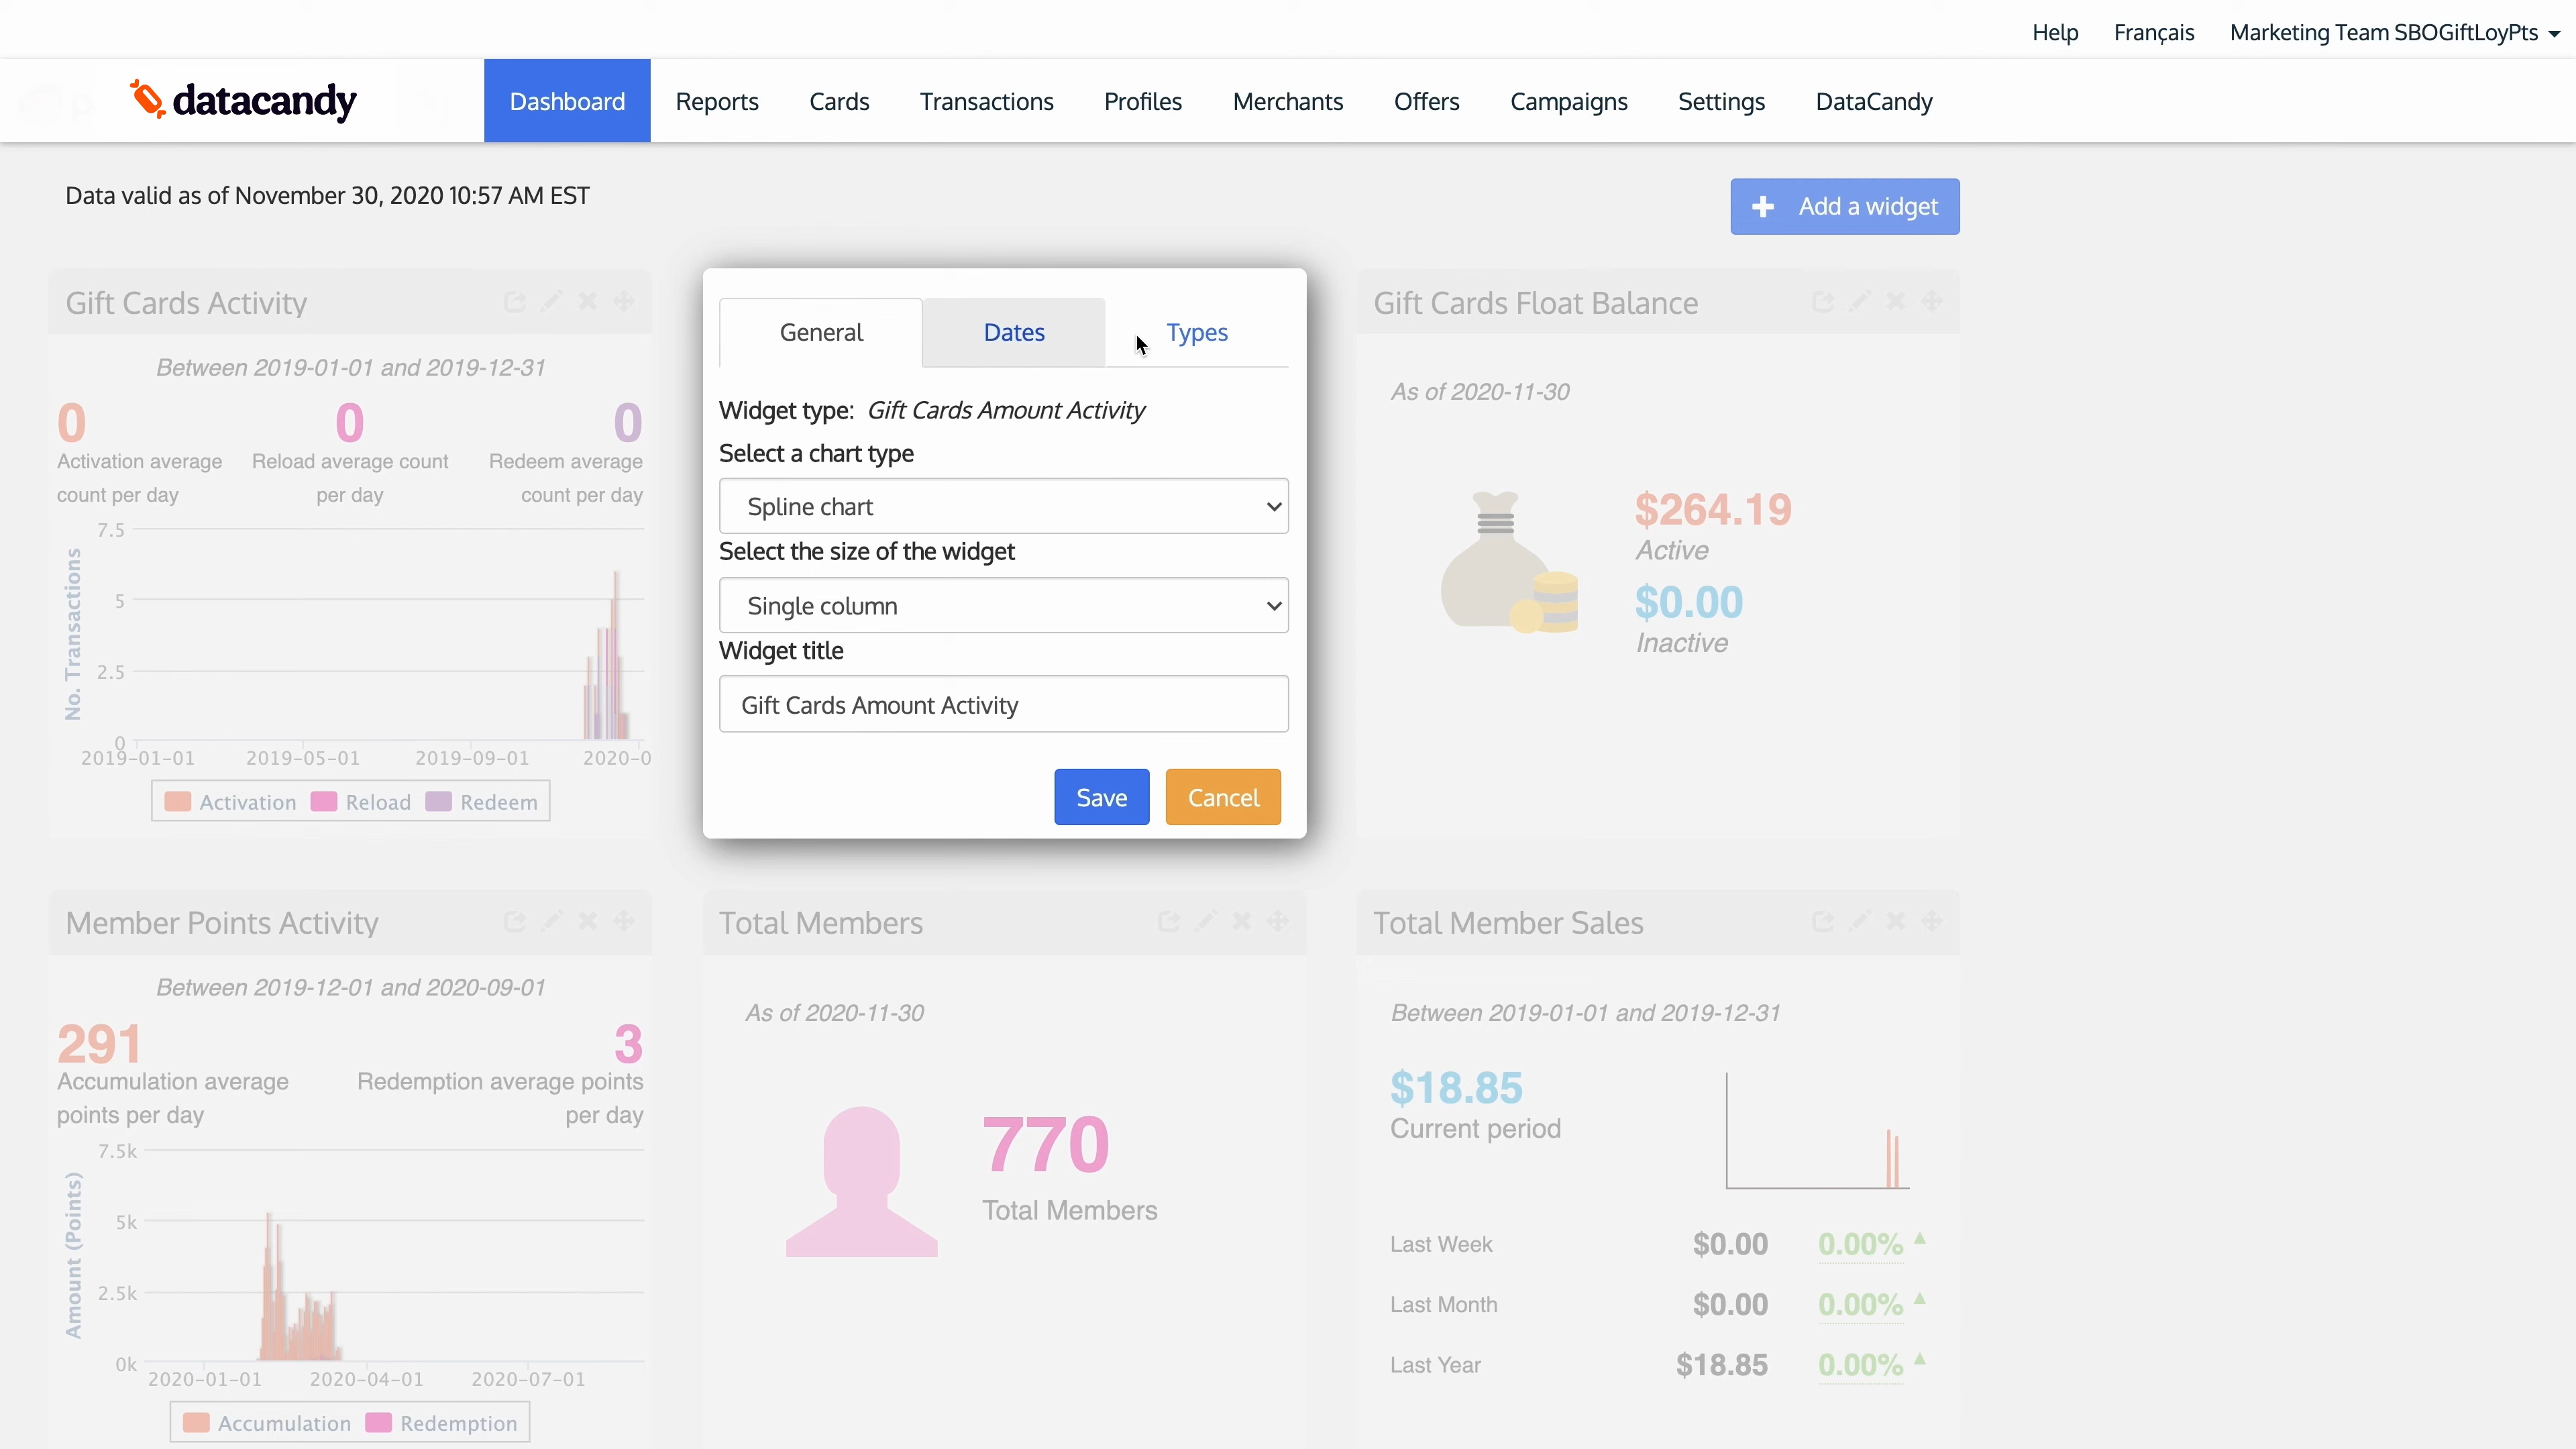 Help Français Marketing Team SBOGiftLoyPts
datacandy Dashboard Reports Cards Transactions Profiles Merchants Offers Campaigns Settings DataCandy
Data valid as of November 30, 2020 10:57 AM EST
Add a widget
Gift Cards Activity
Between 2019-01-01 and 2019-12-31
0 0 0
Activation average Reload average count Redeem average
count per day per day count per day
7.5
5
2.5
0
No. Transactions
2019-01-01 2019-05-01 2019-09-01 2020-0
Activation Reload Redeem
General Dates Types
Widget type: Gift Cards Amount Activity
Select a chart type
Spline chart
Select the size of the widget
Single column
Widget title
Gift Cards Amount Activity
Save Cancel
Gift Cards Float Balance
As of 2020-11-30
$264.19
Active
$0.00
Inactive
Member Points Activity
Between 2019-12-01 and 2020-09-01
291 3
Accumulation average Redemption average points
points per day per day
7.5k
5k
2.5k
0k
Amount (Points)
2020-01-01 2020-04-01 2020-07-01
Accumulation Redemption
Total Members
As of 2020-11-30
770
Total Members
Total Member Sales
Between 2019-01-01 and 2019-12-31
$18.85
Current period
Last Week $0.00 0.00%
Last Month $0.00 0.00%
Last Year $18.85 0.00%